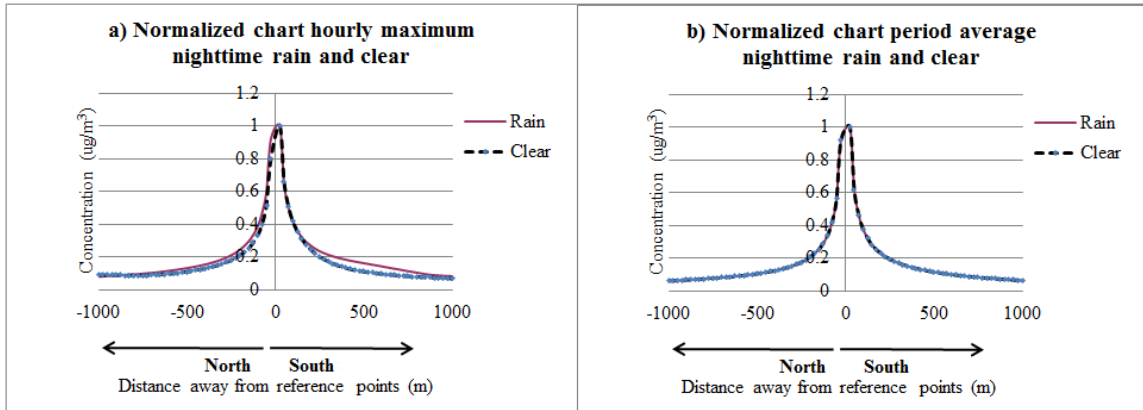 a) Normalized chart hourly maximum
nighttime rain and clear
Concentration (ug/m³)
1.2
1
0.8
0.6
0.4
0.2
0
-1000
-500
0
500
1000
Rain
Clear
North South
Distance away from reference points (m)
b) Normalized chart period average
nighttime rain and clear
Concentration (ug/m³)
1.2
1
0.8
0.6
0.4
0.2
0
-1000
-500
0
500
1000
Rain
Clear
North South
Distance away from reference points (m)